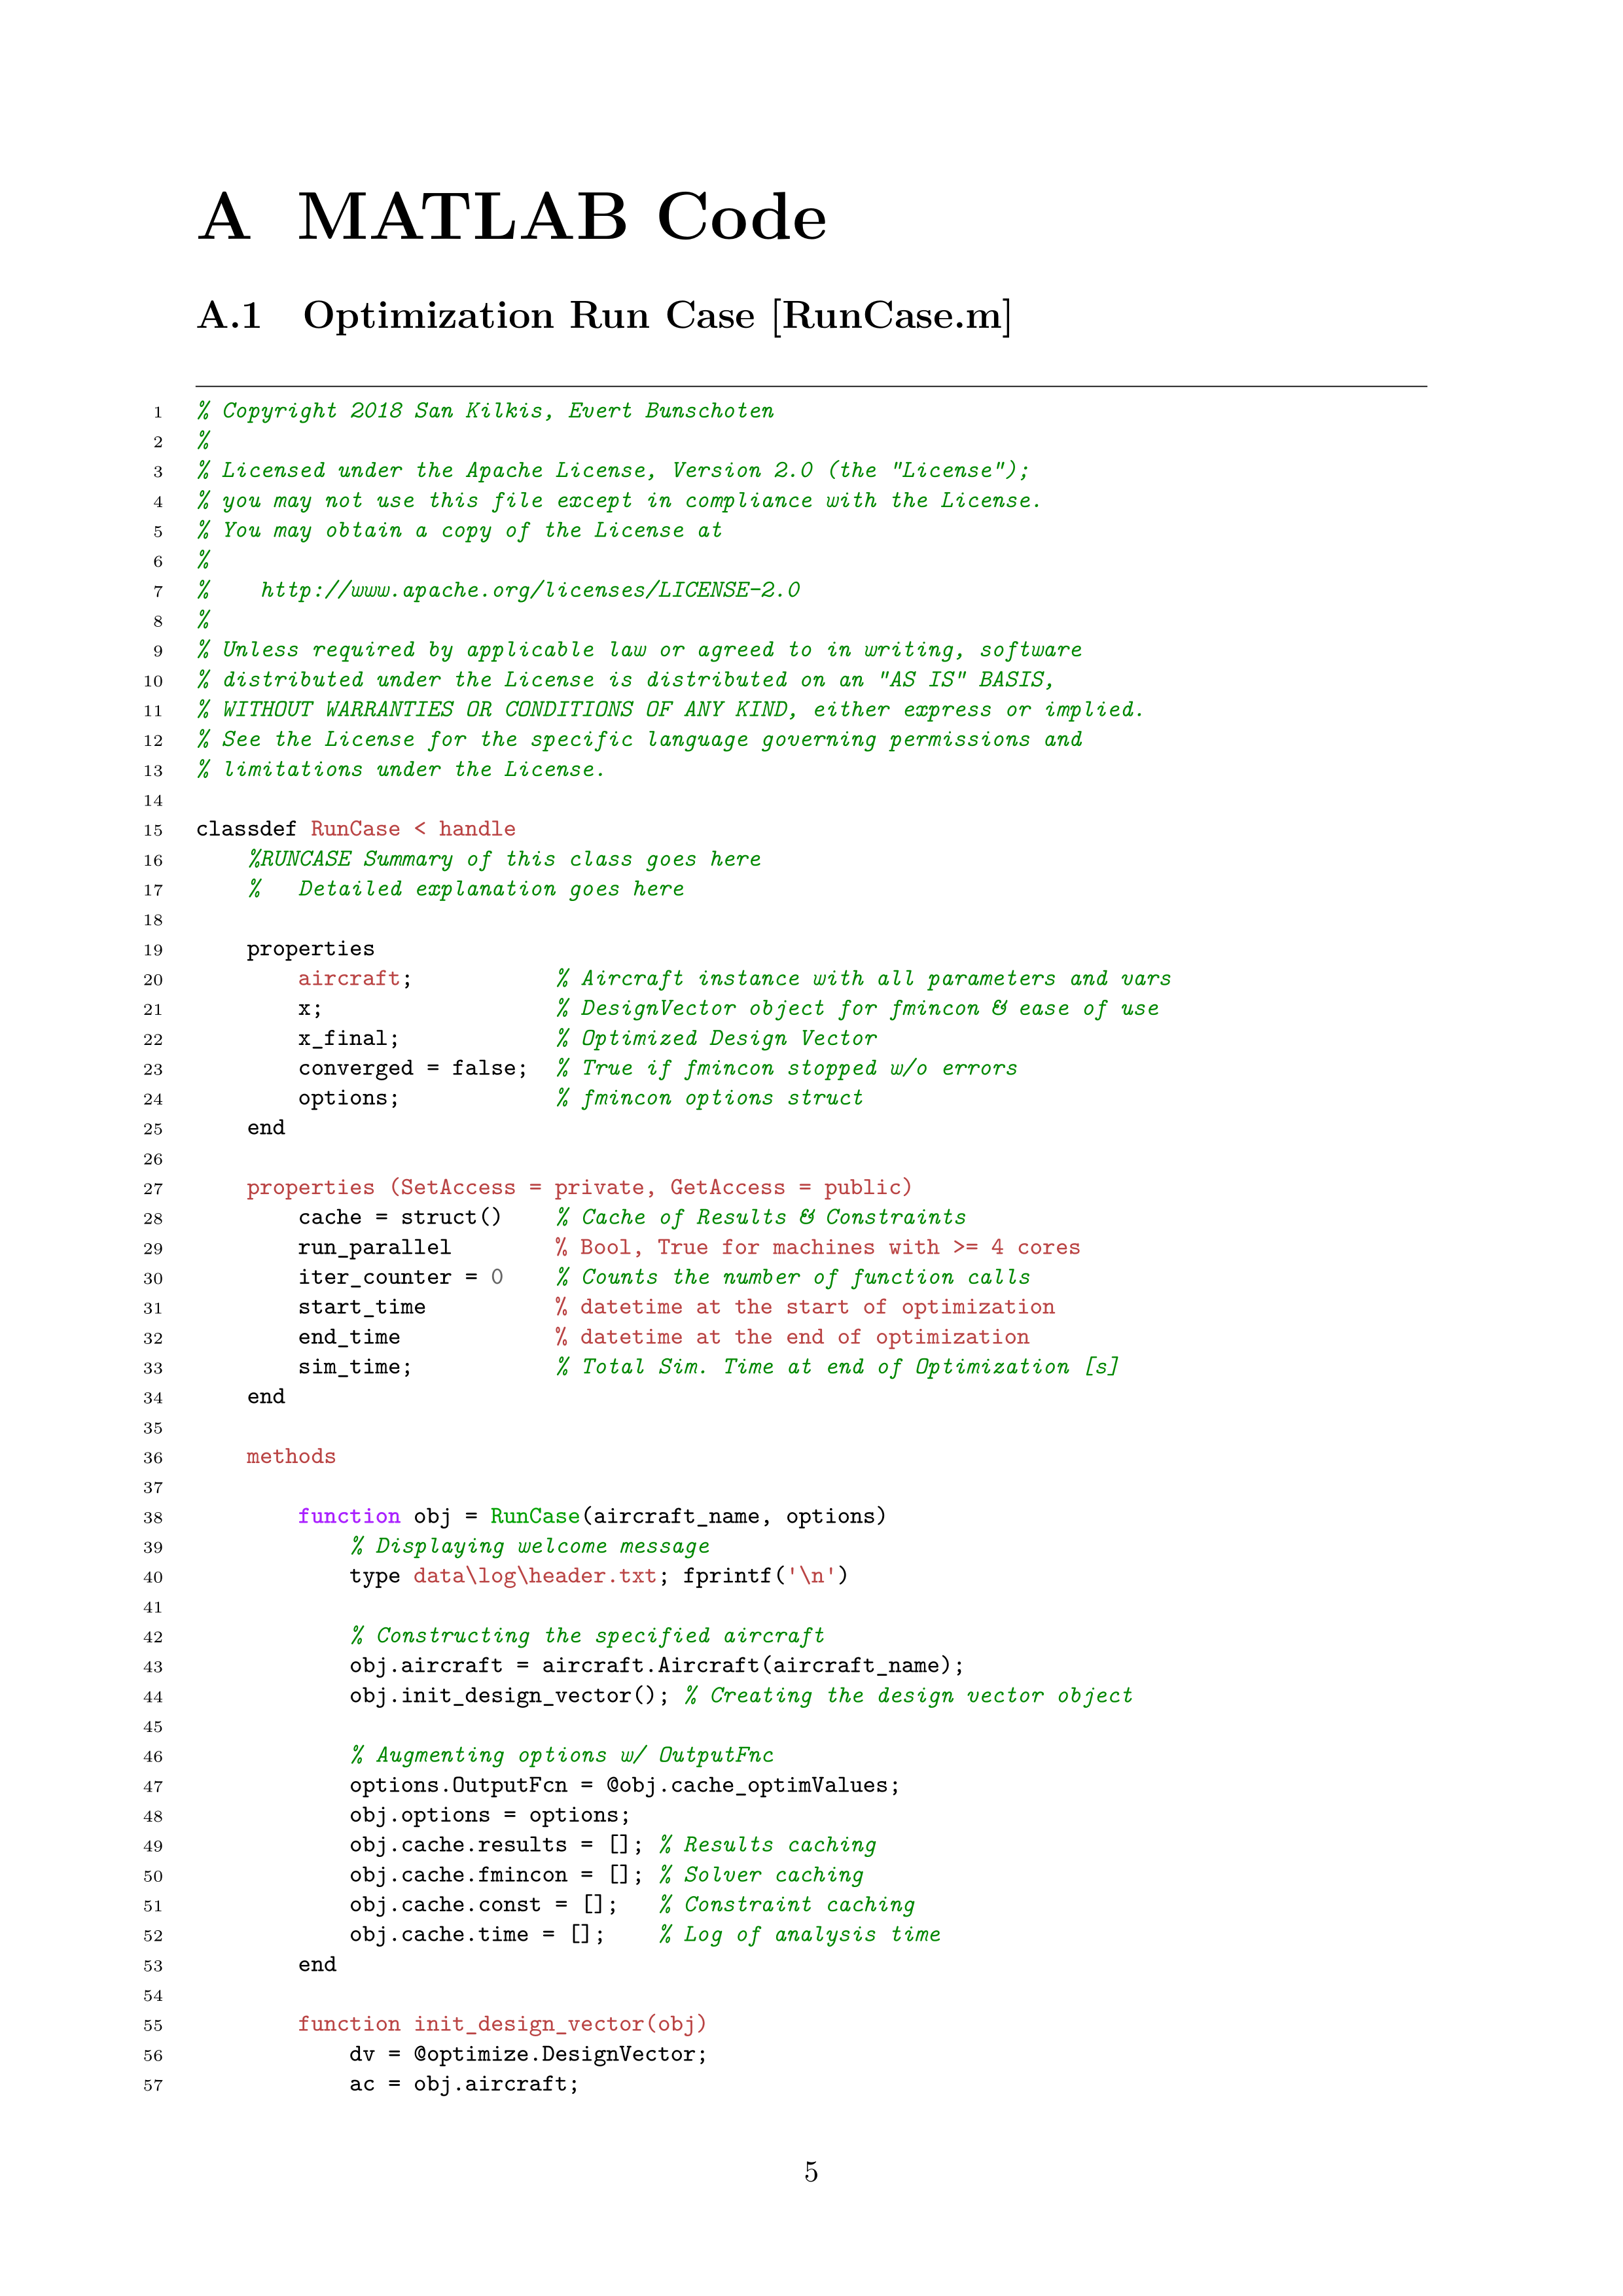 A MATLAB Code
A.1 Optimization Run Case [RunCase.m]
1 % Copyright 2018 San Kilkis, Evert Bunschoten
2 %
3 % Licensed under the Apache License, Version 2.0 (the "License");
4 % you may not use this file except in compliance with the License.
5 % You may obtain a copy of the License at
6 %
7 %    http://www.apache.org/licenses/LICENSE-2.0
8 %
9 % Unless required by applicable law or agreed to in writing, software
10 % distributed under the License is distributed on an "AS IS" BASIS,
11 % WITHOUT WARRANTIES OR CONDITIONS OF ANY KIND, either express or implied.
12 % See the License for the specific language governing permissions and
13 % limitations under the License.
14
15 classdef RunCase < handle
16     %RUNCASE Summary of this class goes here
17     %   Detailed explanation goes here
18
19     properties
20         aircraft;           % Aircraft instance with all parameters and vars
21         x;                  % DesignVector object for fmincon & ease of use
22         x_final;            % Optimized Design Vector
23         converged = false;  % True if fmincon stopped w/o errors
24         options;            % fmincon options struct
25     end
26
27     properties (SetAccess = private, GetAccess = public)
28         cache = struct()    % Cache of Results & Constraints
29         run_parallel        % Bool, True for machines with >= 4 cores
30         iter_counter = 0    % Counts the number of function calls
31         start_time          % datetime at the start of optimization
32         end_time            % datetime at the end of optimization
33         sim_time;           % Total Sim. Time at end of Optimization [s]
34     end
35
36     methods
37
38         function obj = RunCase(aircraft_name, options)
39             % Displaying welcome message
40             type data\log\header.txt; fprintf('\n')
41
42             % Constructing the specified aircraft
43             obj.aircraft = aircraft.Aircraft(aircraft_name);
44             obj.init_design_vector(); % Creating the design vector object
45
46             % Augmenting options w/ OutputFnc
47             options.OutputFcn = @obj.cache_optimValues;
48             obj.options = options;
49             obj.cache.results = []; % Results caching
50             obj.cache.fmincon = []; % Solver caching
51             obj.cache.const = [];   % Constraint caching
52             obj.cache.time = [];    % Log of analysis time
53         end
54
55         function init_design_vector(obj)
56             dv = @optimize.DesignVector;
57             ac = obj.aircraft;
5